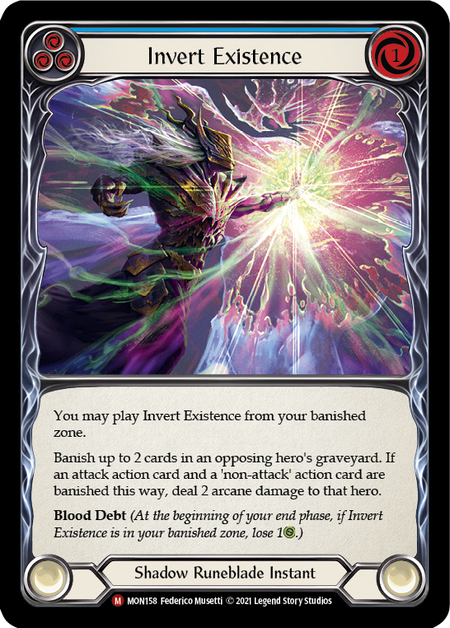 Invert Existence
1
You may play Invert Existence from your banished
zone.
Banish up to 2 cards in an opposing hero's graveyard. If
an attack action card and a 'non-attack' action card are
banished this way, deal 2 arcane damage to that hero.
Blood Debt (At the beginning of your end phase, if Invert
Existence is in your banished zone, lose 1.)
Shadow Runeblade Instant
M MON158 Federico Musetti © 2021 Legend Story Studios